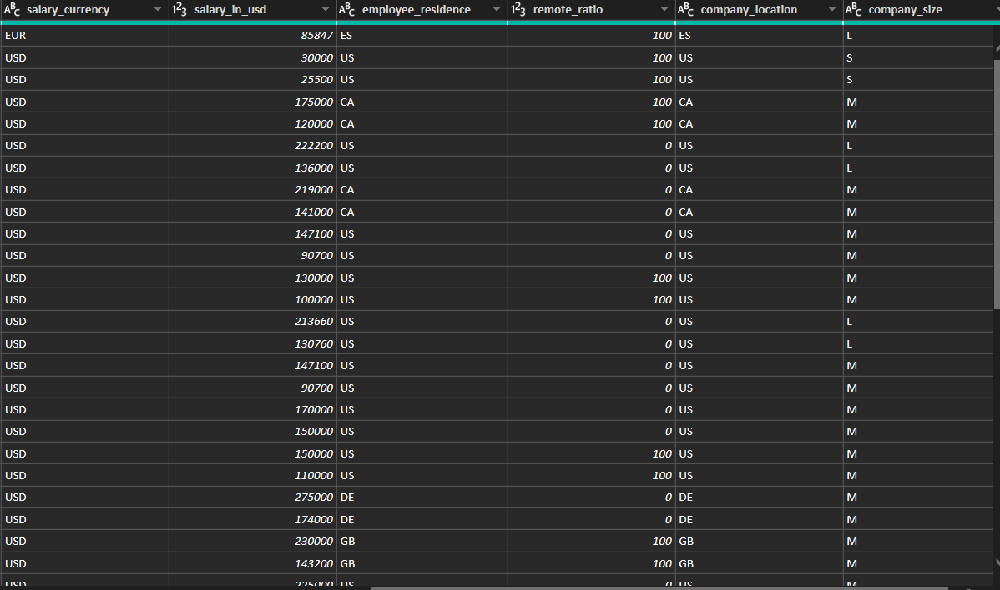 ABC salary_currency 123 salary_in_usd ABC employee_residence 123 remote_ratio ABC company_location ABC company_size
EUR 85847 ES 100 ES L
USD 30000 US 100 US S
USD 25500 US 100 US S
USD 175000 CA 100 CA M
USD 120000 CA 100 CA M
USD 222200 US 0 US L
USD 136000 US 0 US L
USD 219000 CA 0 CA M
USD 141000 CA 0 CA M
USD 147100 US 0 US M
USD 90700 US 0 US M
USD 130000 US 100 US M
USD 100000 US 100 US M
USD 213660 US 0 US L
USD 130760 US 0 US L
USD 147100 US 0 US M
USD 90700 US 0 US M
USD 170000 US 0 US M
USD 150000 US 0 US M
USD 150000 US 100 US M
USD 110000 US 100 US M
USD 275000 DE 0 DE M
USD 174000 DE 0 DE M
USD 230000 GB 100 GB M
USD 143200 GB 100 GB M
USD 225000 US 0 US M